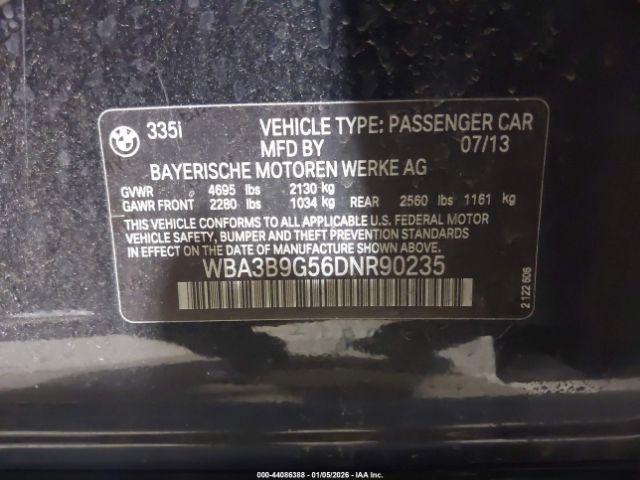 335i VEHICLE TYPE: PASSENGER CAR
MFD BY 07/13
BAYERISCHE MOTOREN WERKE AG
GVWR 4695 lbs 2130 kg
GAWR FRONT 2280 lbs 1034 kg REAR 2560 lbs 1161 kg
THIS VEHICLE CONFORMS TO ALL APPLICABLE U.S. FEDERAL MOTOR
VEHICLE SAFETY, BUMPER AND THEFT PREVENTION STANDARDS IN
EFFECT ON THE DATE OF MANUFACTURE SHOWN ABOVE.
WBA3B9G56DNR90235
2 122 606
000-44086388 - 01/05/2026 - IAA Inc.